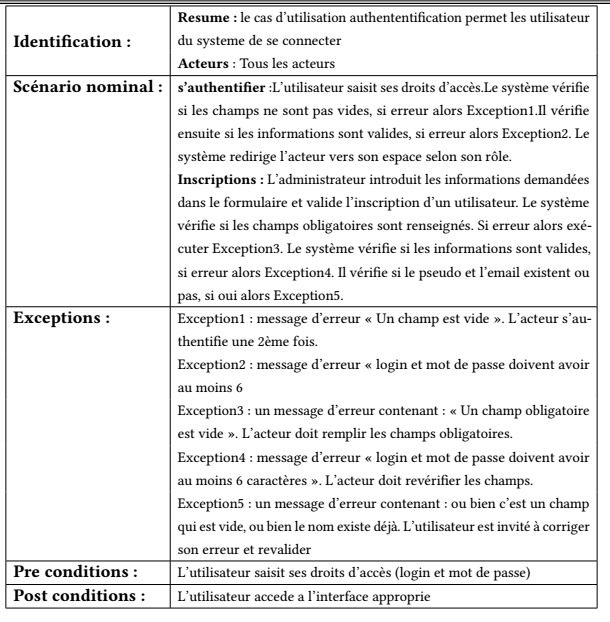 Identification :
Resume : le cas d'utilisation authententification permet les utilisateur
du systeme de se connecter
Acteurs : Tous les acteurs
Scénario nominal :
s'authentifier :L'utilisateur saisit ses droits d'accès.Le système vérifie
si les champs ne sont pas vides, si erreur alors Exception1.Il vérifie
ensuite si les informations sont valides, si erreur alors Exception2. Le
système redirige l'acteur vers son espace selon son rôle.
Inscriptions : L'administrateur introduit les informations demandées
dans le formulaire et valide l'inscription d'un utilisateur. Le système
vérifie si les champs obligatoires sont renseignés. Si erreur alors exé-
cuter Exception3. Le système vérifie si les informations sont valides,
si erreur alors Exception4. Il vérifie si le pseudo et l'email existent ou
pas, si oui alors Exception5.
Exceptions :
Exception1 : message d'erreur « Un champ est vide ». L'acteur s'au-
thentifie une 2ème fois.
Exception2 : message d'erreur « login et mot de passe doivent avoir
au moins 6
Exception3 : un message d'erreur contenant : « Un champ obligatoire
est vide ». L'acteur doit remplir les champs obligatoires.
Exception4 : message d'erreur « login et mot de passe doivent avoir
au moins 6 caractères ». L'acteur doit revérifier les champs.
Exception5 : un message d'erreur contenant : ou bien c'est un champ
qui est vide, ou bien le nom existe déjà. L'utilisateur est invité à corriger
son erreur et revalider
Pre conditions :
L'utilisateur saisit ses droits d'accès (login et mot de passe)
Post conditions :
L'utilisateur accede a l'interface approprie